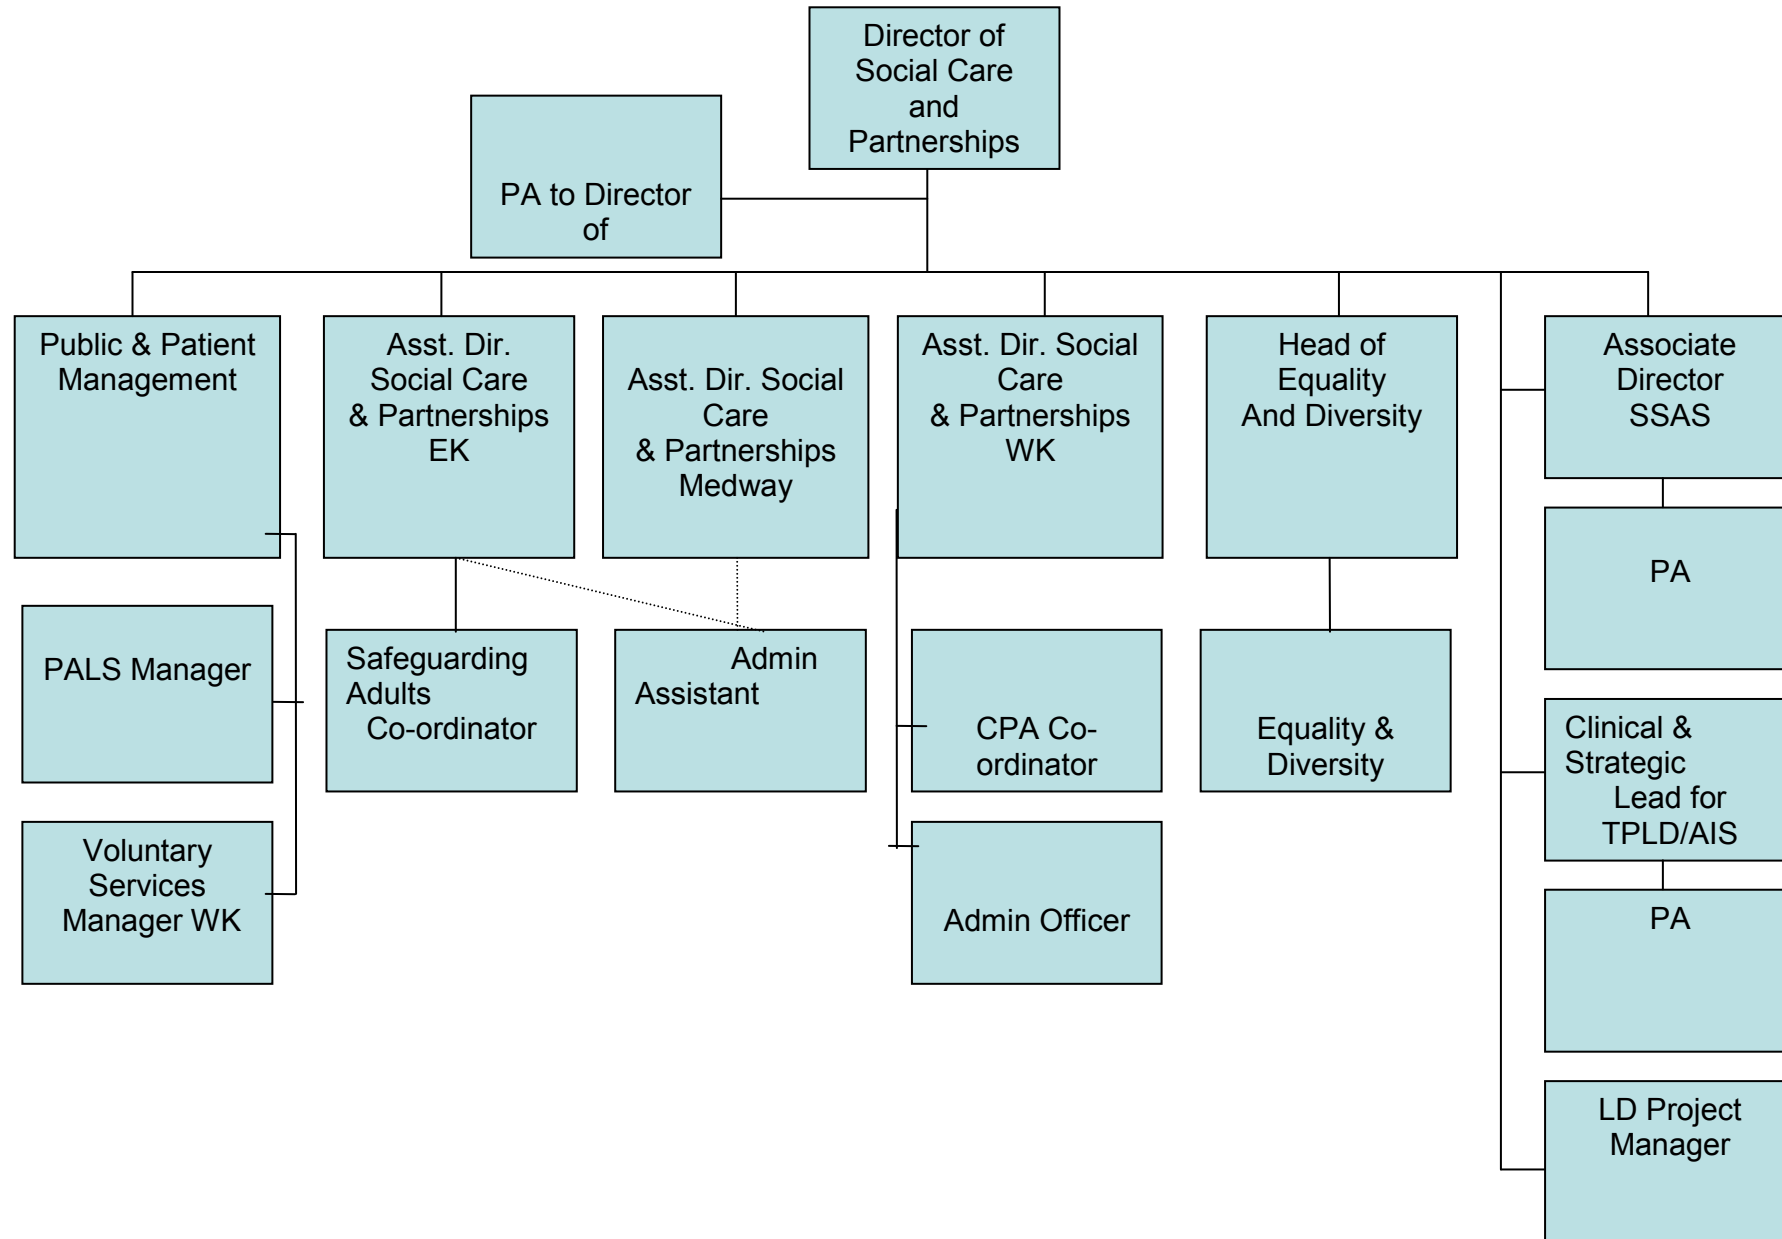 Director of
Social Care
and
Partnerships
PA to Director
of
Public & Patient
Management
Asst. Dir.
Social Care
& Partnerships
EK
Asst. Dir. Social
Care
& Partnerships
Medway
Asst. Dir. Social
Care
& Partnerships
WK
Head of
Equality
And Diversity
Associate
Director
SSAS
PA
PALS Manager
Safeguarding
Adults
Co-ordinator
Admin
Assistant
CPA Co-
ordinator
Equality &
Diversity
Clinical &
Strategic
Lead for
TPLD/AIS
Voluntary
Services
Manager WK
Admin Officer
PA
LD Project
Manager